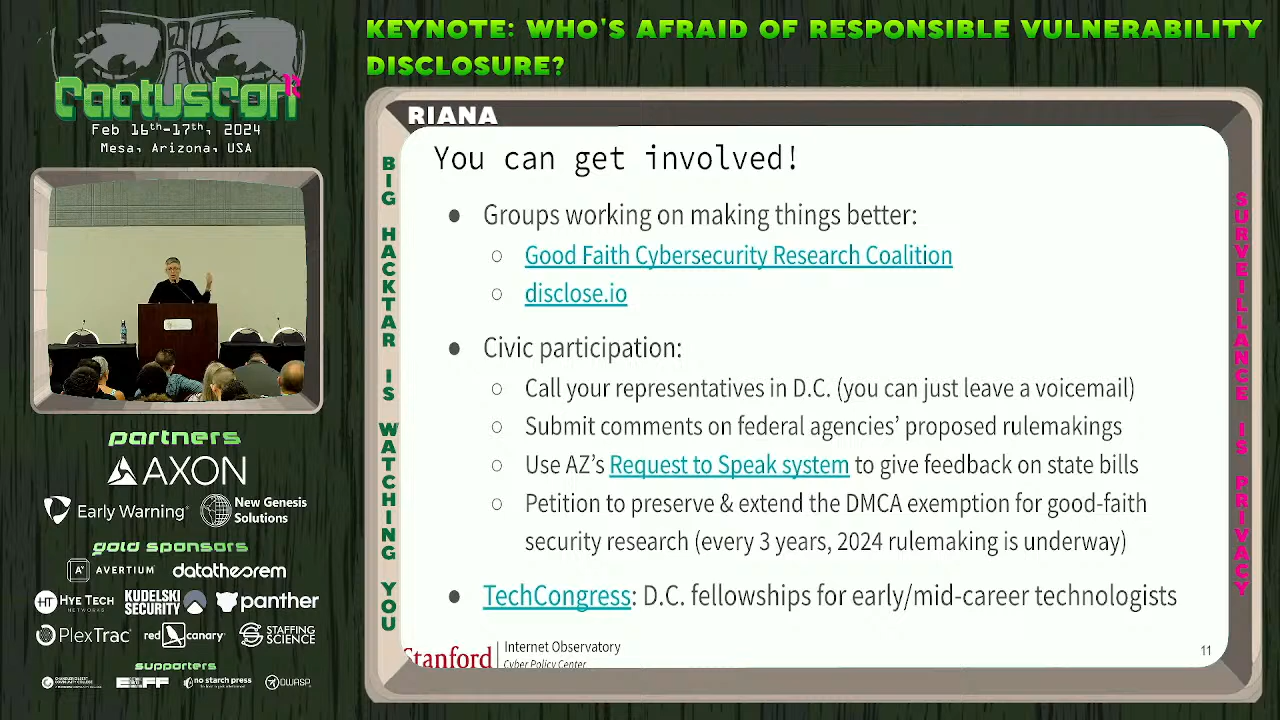 KEYNOTE: WHO'S AFRAID OF RESPONSIBLE VULNERABILITY
DISCLOSURE?
CactusCon
Feb 16th-17th, 2024
Mesa, Arizona, USA
RIANA
BIG HACKTAR IS WATCHING YOU
You can get involved!
● Groups working on making things better:
○ Good Faith Cybersecurity Research Coalition
○ disclose.io
● Civic participation:
○ Call your representatives in D.C. (you can just leave a voicemail)
○ Submit comments on federal agencies' proposed rulemakings
○ Use AZ's Request to Speak system to give feedback on state bills
○ Petition to preserve & extend the DMCA exemption for good-faith
security research (every 3 years, 2024 rulemaking is underway)
● TechCongress: D.C. fellowships for early/mid-career technologists
Stanford | Internet Observatory
Cyber Policy Center
11
SURVEILLANCE IS PRIVACY
partners
AXON
Early Warning
New Genesis
Solutions
gold sponsors
AVERTIUM
datatheorem
HT HYE TECH
NETWORKS
KUDELSKI
SECURITY
panther
PlexTrac
red canary
STAFFING
SCIENCE
supporters
EFF
no starch press
OWASP